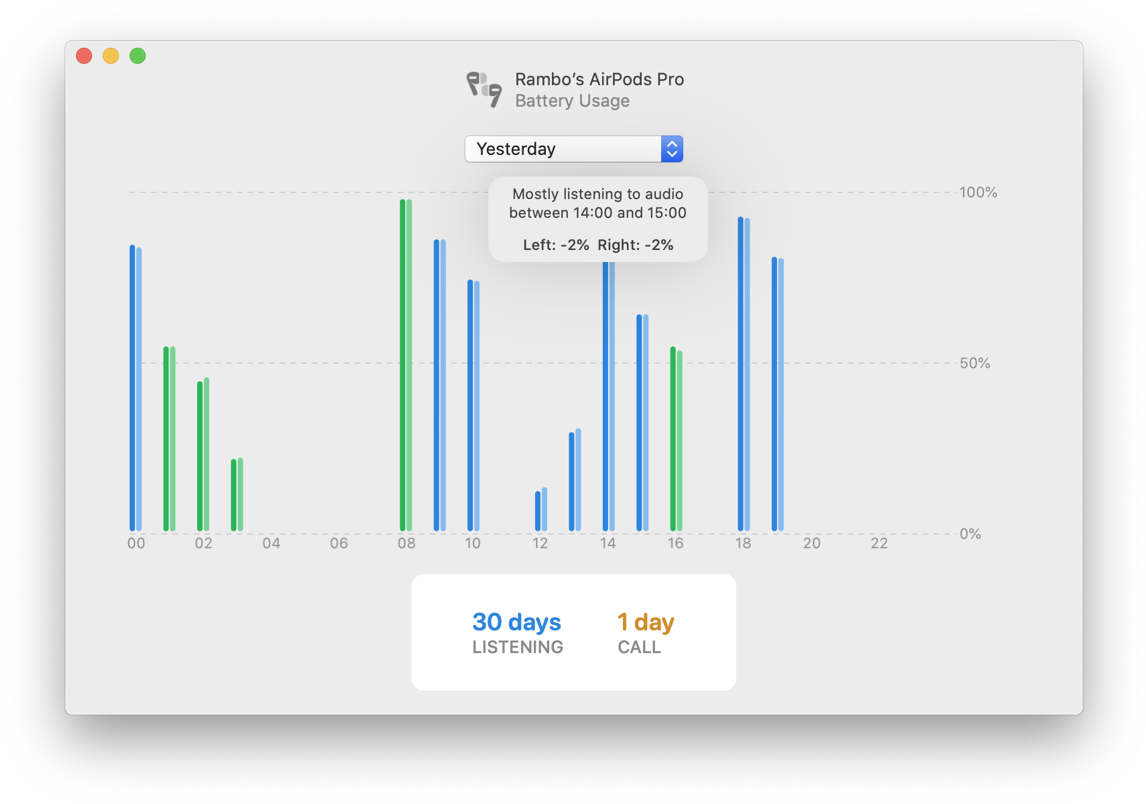 Rambo’s AirPods Pro
Battery Usage
Yesterday
Mostly listening to audio
between 14:00 and 15:00
Left: -2%  Right: -2%
100%
50%
0%
00 02 04 06 08 10 12 14 16 18 20 22
30 days
LISTENING
1 day
CALL